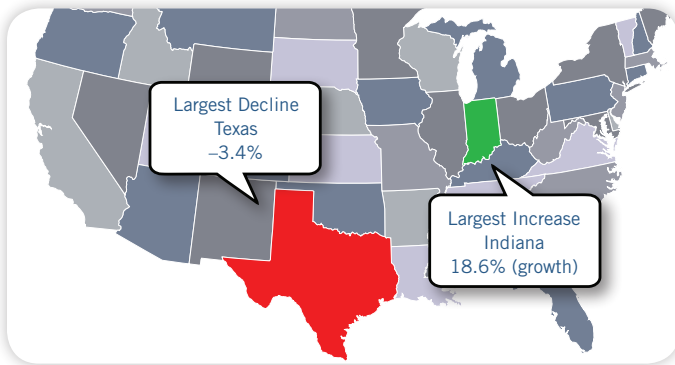 Largest Decline
Texas
–3.4%
Largest Increase
Indiana
18.6% (growth)